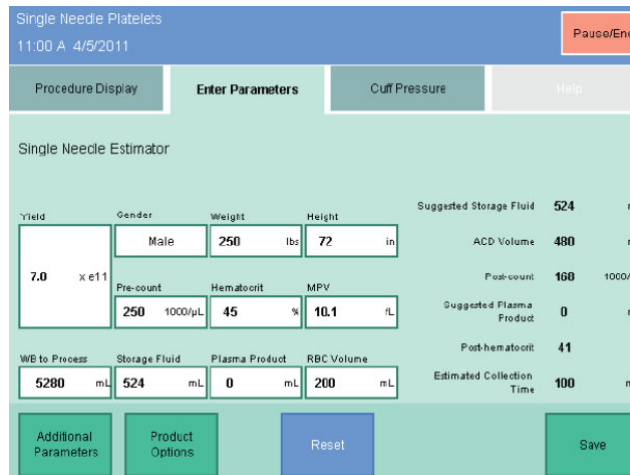 Single Needle Platelets
11:00 A 4/5/2011
Pause/End
Procedure Display
Enter Parameters
Cuff Pressure
Help
Single Needle Estimator
Yield
7.0 x e11
Gender
Male
Weight
250 lbs
Height
72 in
Pre-count
250 1000/µL
Hematocrit
45 %
MPV
10.1 fL
WB to Process
5280 mL
Storage Fluid
524 mL
Plasma Product
0 mL
RBC Volume
200 mL
Suggested Storage Fluid 524
ACD Volume 480
Post-count 168 1000/
Suggested Plasma
Product 0
Post-hematocrit 41
Estimated Collection
Time 100
Additional
Parameters
Product
Options
Reset
Save